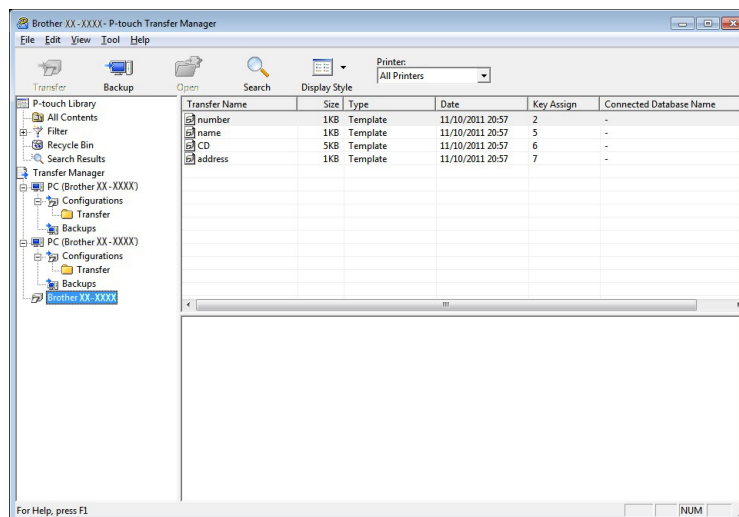 Brother XX-XXXX- P-touch Transfer Manager
File Edit View Tool Help
Transfer Backup Open Search Display Style
Printer:
All Printers
P-touch Library
All Contents
Filter
Recycle Bin
Search Results
Transfer Manager
PC (Brother XX-XXXX)
Configurations
Transfer
Backups
PC (Brother XX-XXXX)
Configurations
Transfer
Backups
Brother XX-XXXX
Transfer Name Size Type Date Key Assign Connected Database Name
number 1KB Template 11/10/2011 20:57 2 -
name 1KB Template 11/10/2011 20:57 5 -
CD 5KB Template 11/10/2011 20:57 6 -
address 1KB Template 11/10/2011 20:57 7 -
For Help, press F1
NUM